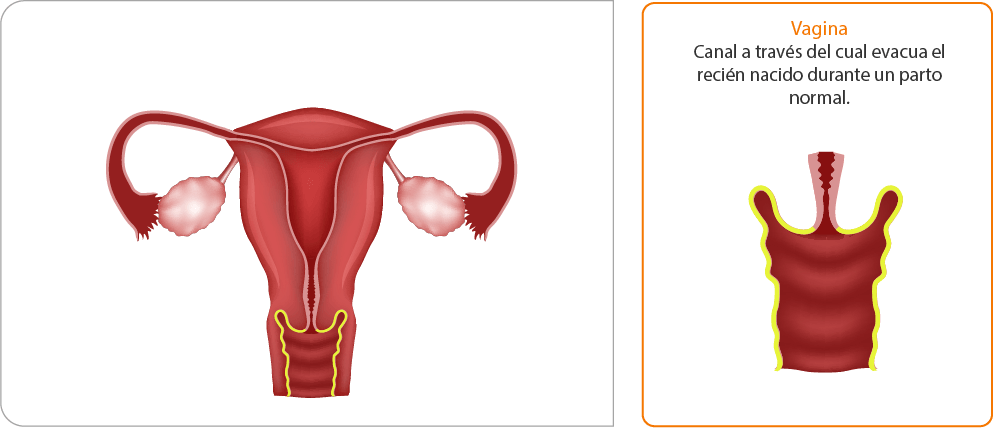 Vagina
Canal a través del cual evacua el
recién nacido durante un parto
normal.